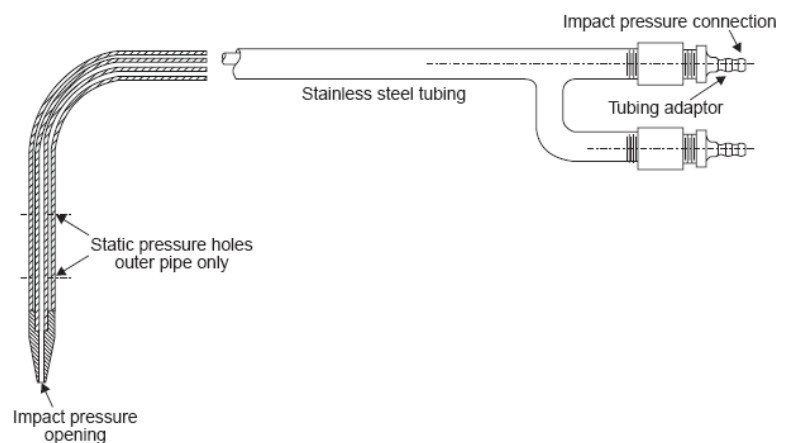 Impact pressure connection
Stainless steel tubing
Tubing adaptor
Static pressure holes
outer pipe only
Impact pressure
opening